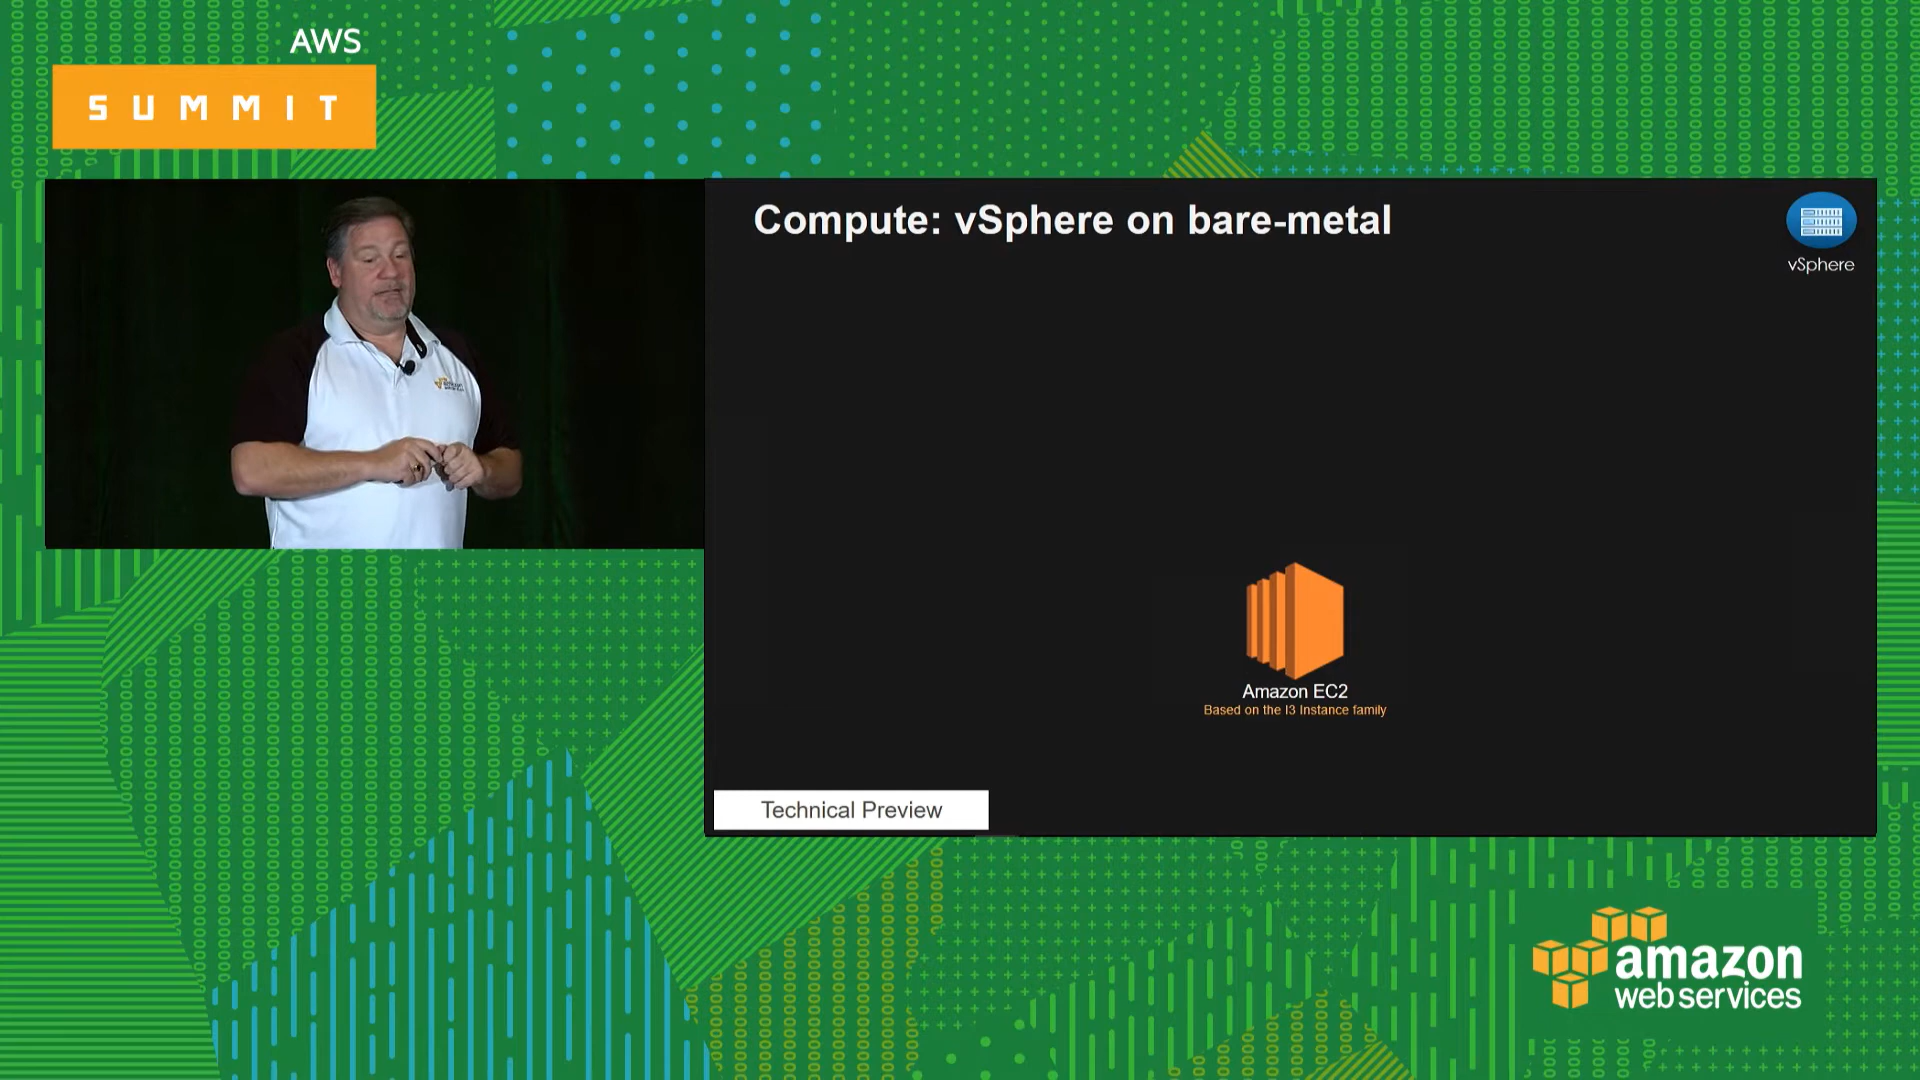 AWS
SUMMIT
Compute: vSphere on bare-metal
vSphere
Amazon EC2
Based on the I3 Instance family
Technical Preview
amazon
web services